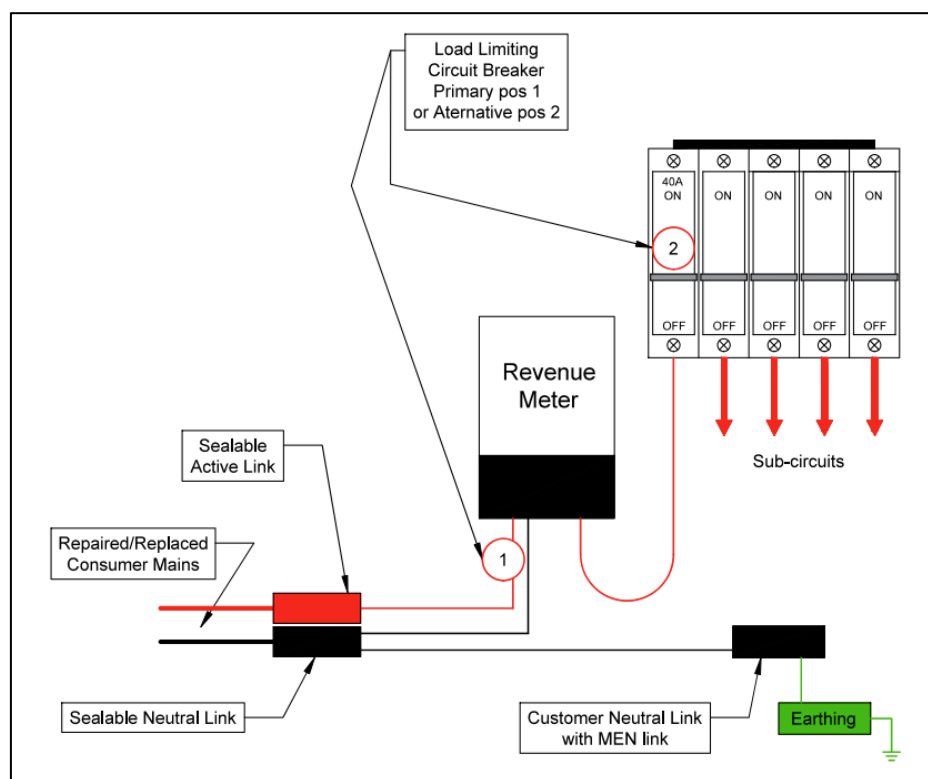 Load Limiting
Circuit Breaker
Primary pos 1
or Aternative pos 2
40A
ON
ON
ON
ON
ON
2
OFF
OFF
OFF
OFF
OFF
Revenue
Meter
Sub-circuits
Sealable
Active Link
Repaired/Replaced
Consumer Mains
1
Sealable Neutral Link
Customer Neutral Link
with MEN link
Earthing